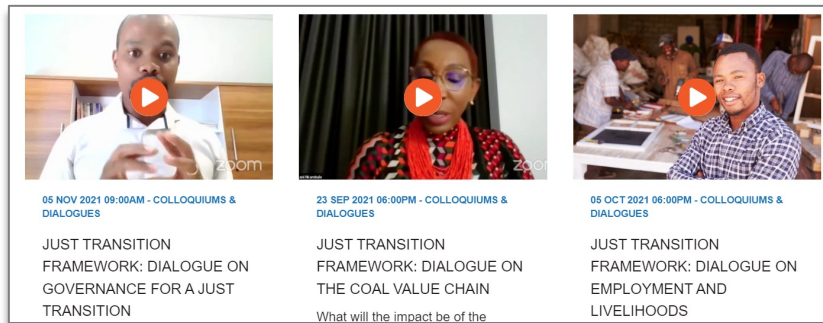 zoom
05 NOV 2021 09:00AM - COLLOQUIUMS &
DIALOGUES
JUST TRANSITION
FRAMEWORK: DIALOGUE ON
GOVERNANCE FOR A JUST
TRANSITION
zoom
23 SEP 2021 06:00PM - COLLOQUIUMS &
DIALOGUES
JUST TRANSITION
FRAMEWORK: DIALOGUE ON
THE COAL VALUE CHAIN
What will the impact be of the
05 OCT 2021 06:00PM - COLLOQUIUMS &
DIALOGUES
JUST TRANSITION
FRAMEWORK: DIALOGUE ON
EMPLOYMENT AND
LIVELIHOODS